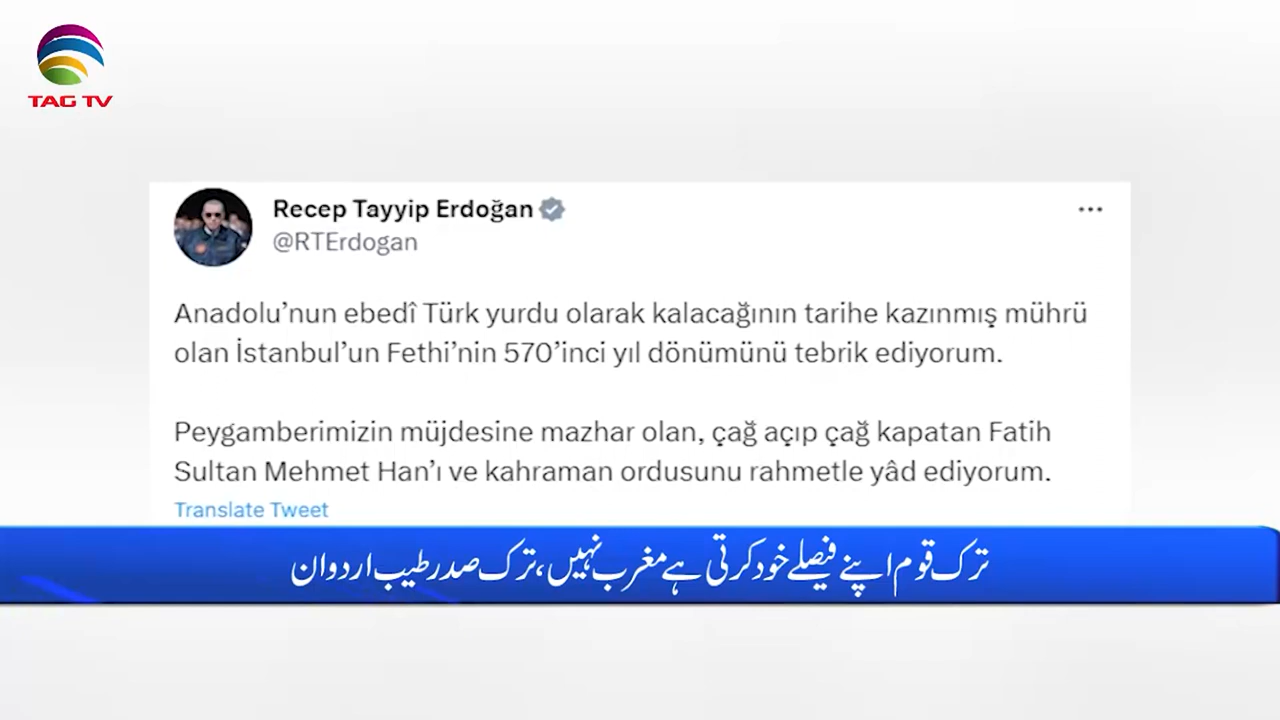 TAG TV
Recep Tayyip Erdoğan
@RTErdogan
Anadolu’nun ebedî Türk yurdu olarak kalacağının tarihe kazınmış mührü
olan İstanbul’un Fethi’nin 570’inci yıl dönümünü tebrik ediyorum.
Peygamberimizin müjdesine mazhar olan, çağ açıp çağ kapatan Fatih
Sultan Mehmet Han’ı ve kahraman ordusunu rahmetle yâd ediyorum.
Translate Tweet
ترک قوم اپنے فیصلے خود کرتی ہے مغرب نہیں، ترک صدر طیب اردوان